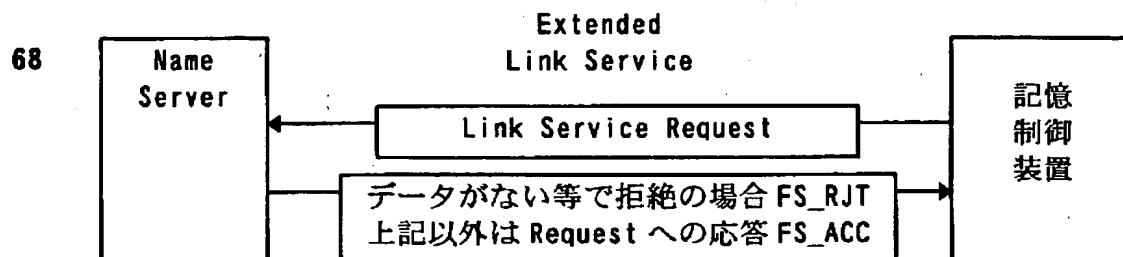 68
Name
Server
Extended
Link Service
Link Service Request
データがない等で拒絶の場合 FS_RJT
上記以外は Request への応答 FS_ACC
記憶
制御
装置